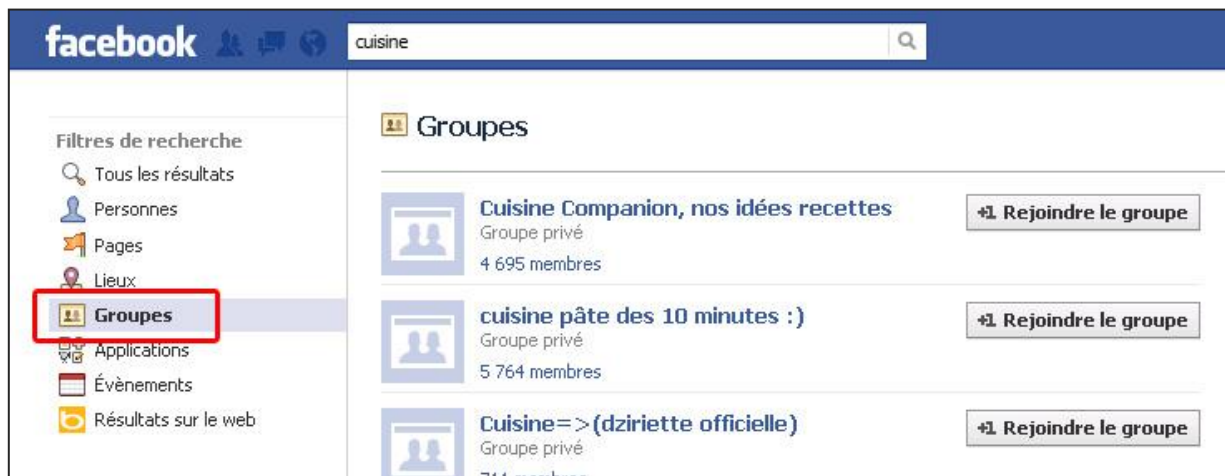 facebook
cuisine
Filtres de recherche
Tous les résultats
Personnes
Pages
Lieux
Groupes
Applications
Évènements
Résultats sur le web
Groupes
Cuisine Companion, nos idées recettes
Groupe privé
4 695 membres
+1 Rejoindre le groupe
cuisine pâte des 10 minutes :)
Groupe privé
5 764 membres
+1 Rejoindre le groupe
Cuisine=>(dziriette officielle)
Groupe privé
+1 Rejoindre le groupe